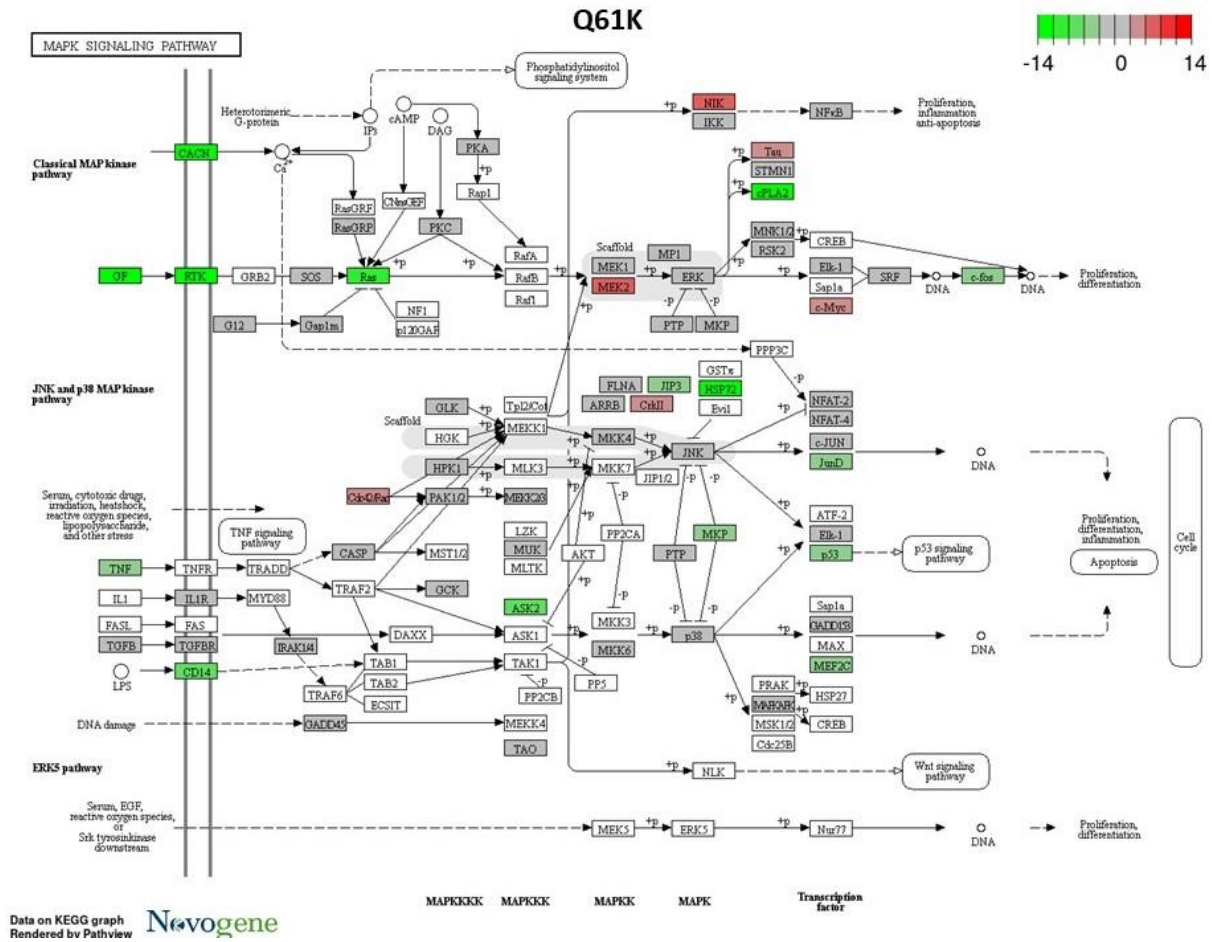 Q61K
MAPK SIGNALING PATHWAY
-14 0 14
Phosphatidylinositol
signaling system
Heterotorimeric
G-protein
IP3
cAMP
DAG
NIK
IKK
NFκB
Proliferation,
inflammation
anti-apoptosis
+p
Classical MAP kinase
pathway
CACN
Ca2+
PKA
+p
Rap1
Tau
STMN1
cPLA2
+p
+p
RasGRF
RasGRP
CNrasGEF
PKC
MNK1/2
RSK2
+p
CREB
RafA
RafB
Raf1
Scaffold
MEK1
MEK2
MP1
ERK
GF
RTK
GRB2
SOS
Ras
+p
+p
+p
+p
+p
+p
+p
Elk-1
Sap1a
c-Myc
SRF
DNA
c-fos
DNA
Proliferation,
differentiation
G12
Gap1m
NF1
p120GAP
-p
-p
PTP
MKP
PPP3C
-p
JNK and p38 MAP kinase
pathway
GSTπ
HSP72
Evi1
FLNA
JIP3
ARRB
CrkII
GLK
+p
Tpl2/Cot
MEKK1
Scaffold
HGK
+p
+p
MKK4
+p
JNK
NFAT-2
NFAT-4
c-JUN
JunD
+p
DNA
HPK1
+p
MLK3
+p
MKK7
+p
JIP1/2
Cdc42/Rac
PAK1/2
+p
MEKK2/3
Serum, cytotoxic drugs,
irradiation, heatshock,
reactive oxygen species,
lipopolysaccharide,
and other stress
TNF signaling
pathway
LZK
MUK
MLTK
AKT
PP2CA
-p
-p
-p
PTP
MKP
+p
ATF-2
Elk-1
p53
p53 signaling
pathway
Proliferation,
differentiation,
inflammation
Apoptosis
Cell
cycle
CASP
MST1/2
TNF
TNFR
TRADD
TRAF2
GCK
+p
IL1
IL1R
MYD88
ASK2
FASL
FAS
DAXX
ASK1
+p
MKK3
MKK6
-p
+p
-p
-p
p38
+p
Sap1a
GADD153
MAX
MEF2C
DNA
TGFB
TGFBR
IRAK1/4
LPS
CD14
TAB1
TAB2
ECSIT
TAK1
TRAF6
-p
PP2CB
-p
PP5
PRAK
MAPKAPK
MSK1/2
Cdc25B
+p
+p
+p
HSP27
CREB
DNA damage
GADD45
MEKK4
TAO
ERK5 pathway
+p
NLK
Wnt signaling
pathway
Serum, EGF,
reactive oxygen species,
or
Srk tyrosinkinase
downstream
MEK5
+p
ERK5
+p
Nur77
DNA
Proliferation,
differentiation
MAPKKKK MAPKKK MAPKK MAPK Transcription
factor
Data on KEGG graph
Rendered by Pathview
Novogene